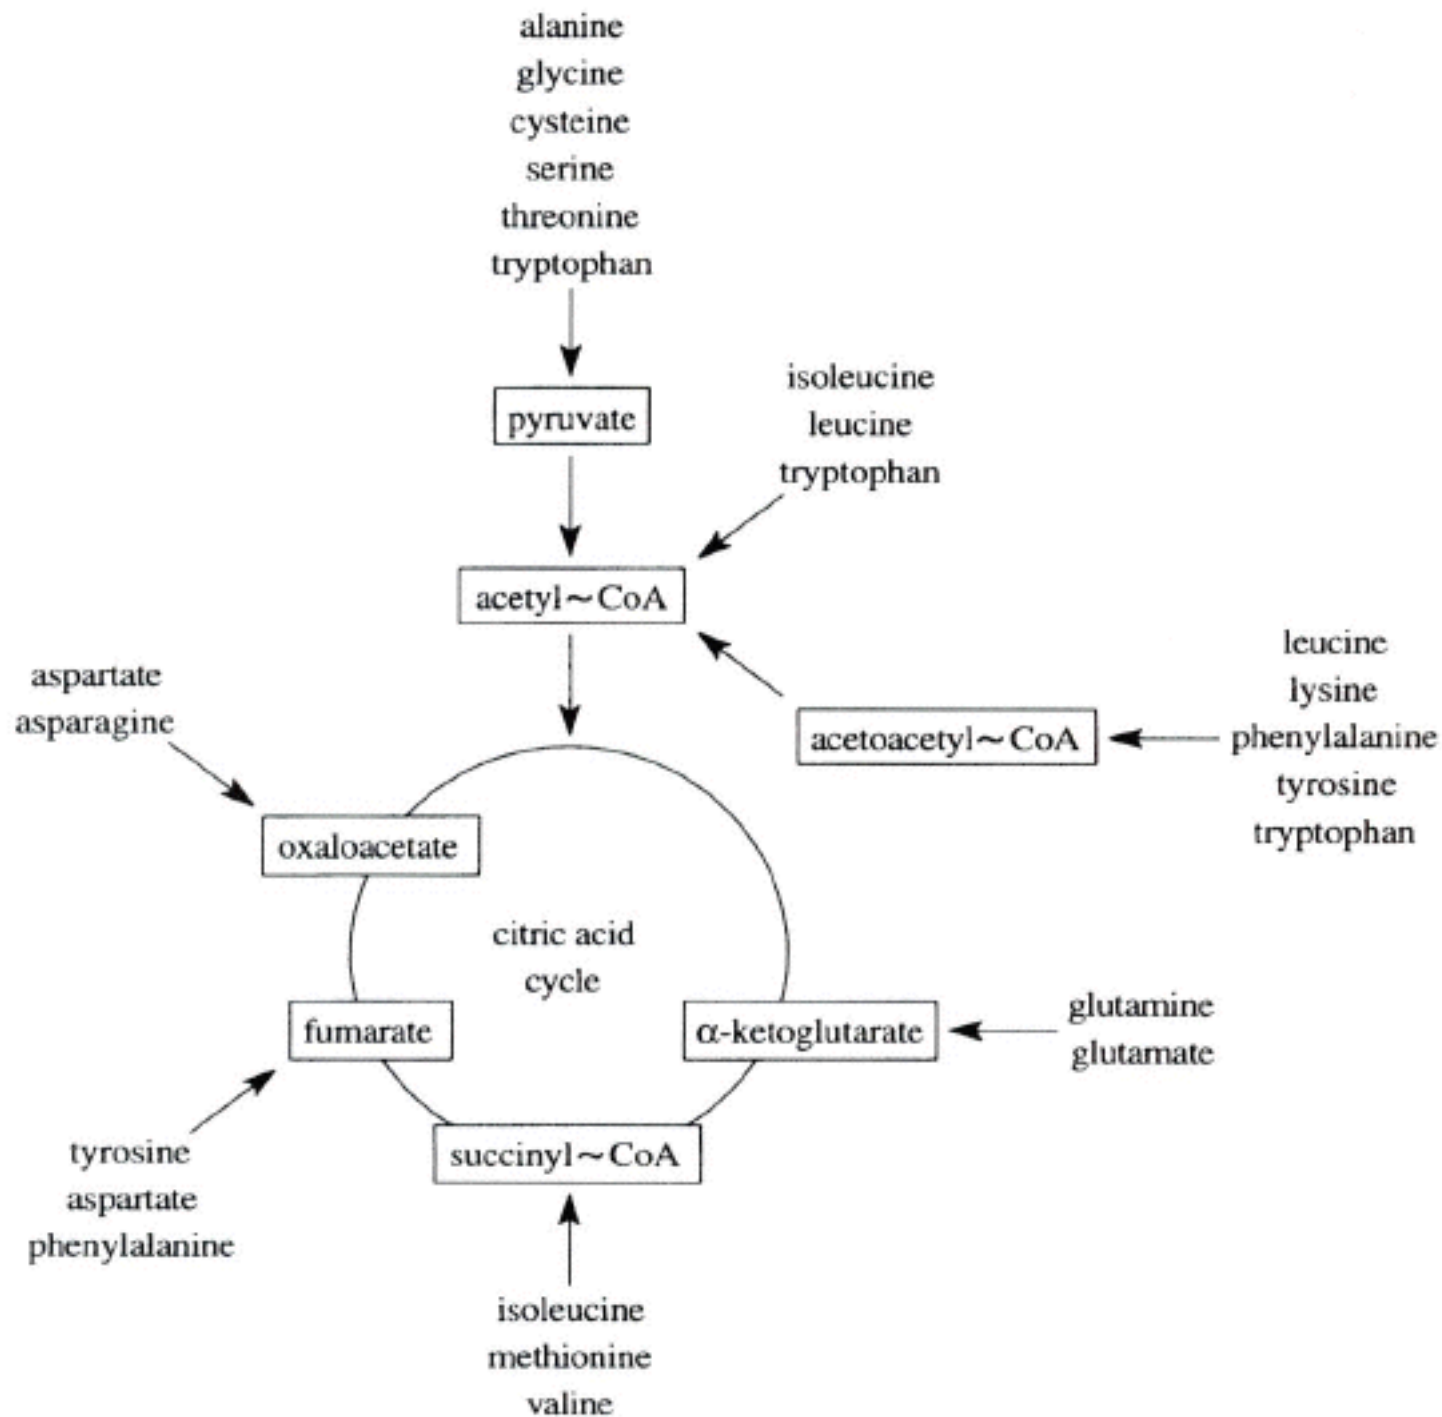 alanine
glycine
cysteine
serine
threonine
tryptophan
pyruvate
isoleucine
leucine
tryptophan
acetyl~CoA
leucine
lysine
phenylalanine
tyrosine
tryptophan
acetoacetyl~CoA
aspartate
asparagine
oxaloacetate
citric acid
cycle
fumarate
α-ketoglutarate
glutamine
glutamate
tyrosine
aspartate
phenylalanine
succinyl~CoA
isoleucine
methionine
valine